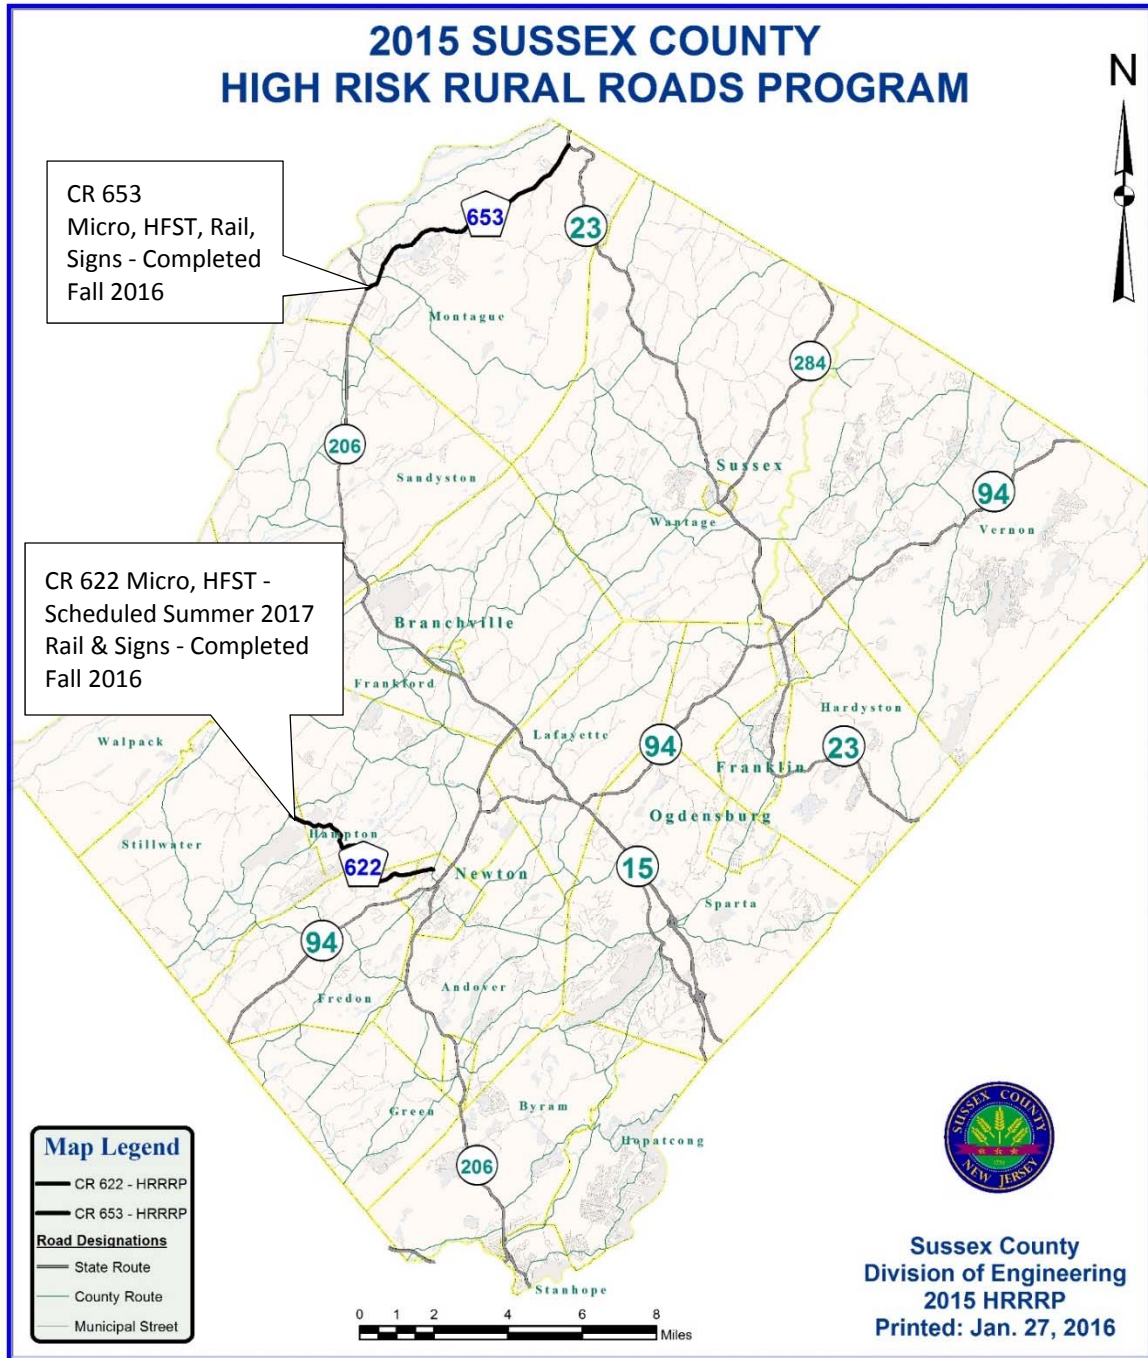 2015 SUSSEX COUNTY
HIGH RISK RURAL ROADS PROGRAM
N
CR 653
Micro, HFST, Rail,
Signs - Completed
Fall 2016
653
23
Montague
284
206
Sandyston
Sussex
94
Wantage
Vernon
CR 622 Micro, HFST -
Scheduled Summer 2017
Rail & Signs - Completed
Fall 2016
Branchville
Frankford
Hardyston
Walpack
Lafayette
94
23
Franklin
Ogdensburg
Hampton
Stillwater
622
Newton
15
Sparta
94
Andover
Fredon
Green
Byram
Hopatcong
206
Stanhope
Map Legend
CR 622 - HRRRP
CR 653 - HRRRP
Road Designations
State Route
County Route
Municipal Street
0 1 2 4 6 8
Miles
SUSSEX COUNTY
NEW JERSEY
Sussex County
Division of Engineering
2015 HRRRP
Printed: Jan. 27, 2016